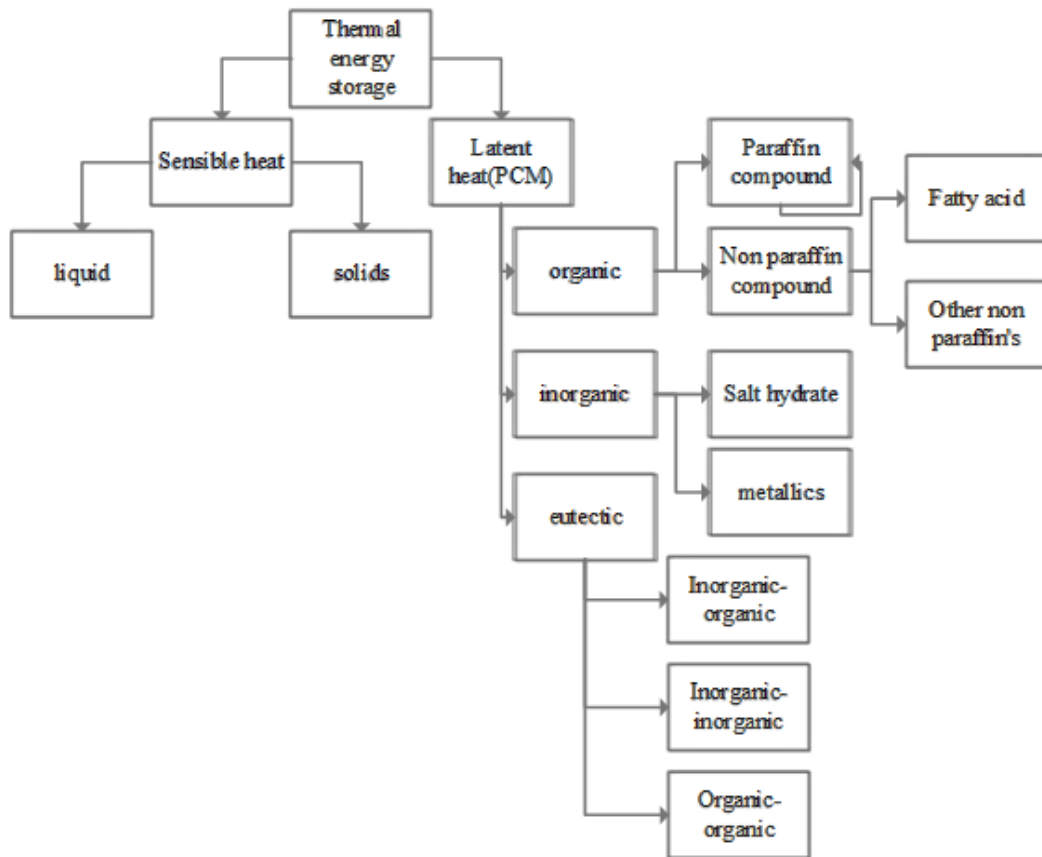 Thermal
energy
storage
Sensible heat
Latent
heat(PCM)
Paraffin
compound
Fatty acid
liquid
solids
organic
Non paraffin
compound
Other non
paraffin's
inorganic
Salt hydrate
eutectic
metallics
Inorganic-
organic
Inorganic-
inorganic
Organic-
organic